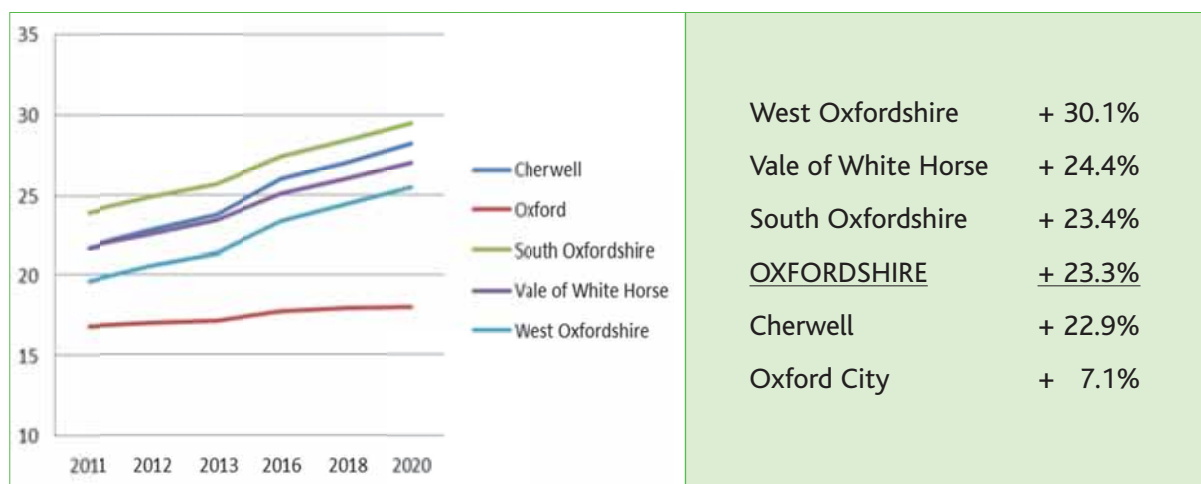 35
30
25
20
15
10
2011 2012 2013 2016 2018 2020
Cherwell
Oxford
South Oxfordshire
Vale of White Horse
West Oxfordshire
West Oxfordshire + 30.1%
Vale of White Horse + 24.4%
South Oxfordshire + 23.4%
OXFORDSHIRE + 23.3%
Cherwell + 22.9%
Oxford City + 7.1%